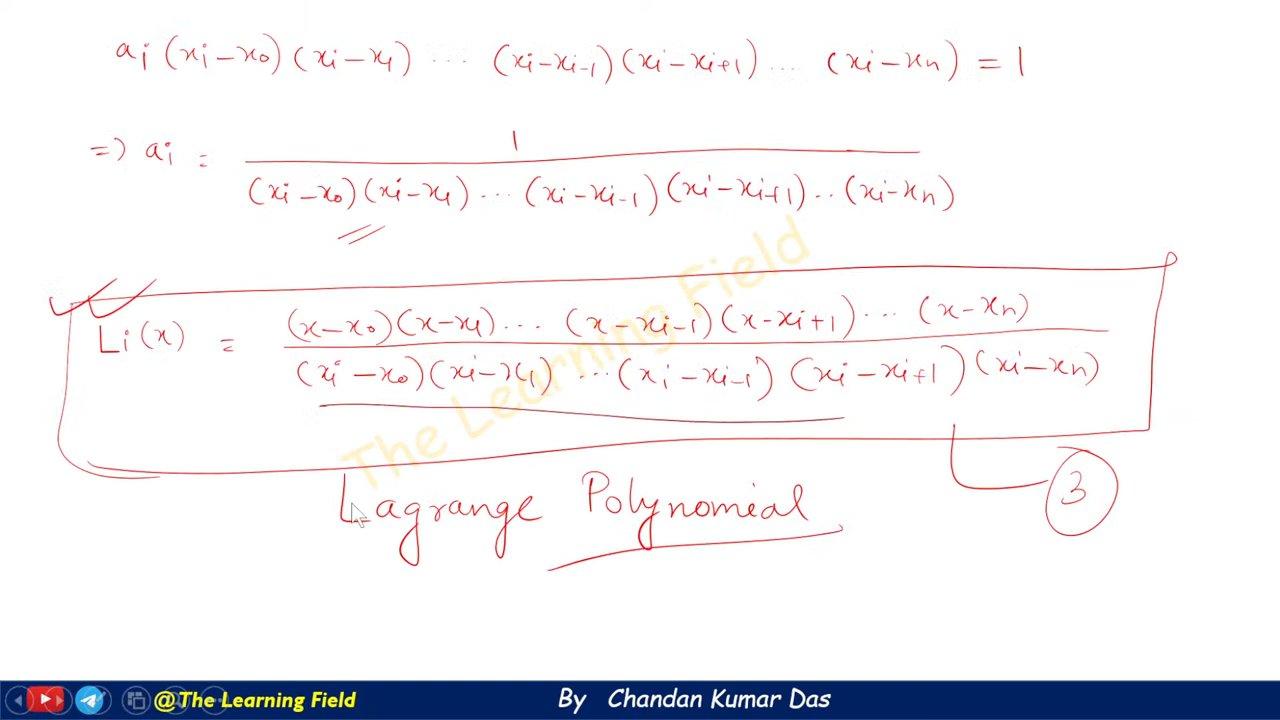 aᵢ (xᵢ−x₀) (xᵢ−x₁) ... (xᵢ−xᵢ₋₁) (xᵢ−xᵢ₊₁) ... (xᵢ−xₙ) = 1
=) aᵢ = 1
(xᵢ−x₀) (xᵢ−x₁) ... (xᵢ−xᵢ₋₁) (xᵢ−xᵢ₊₁) .. (xᵢ−xₙ)
Lᵢ(x) = (x−x₀) (x−x₁) ... (x−xᵢ₋₁) (x−xᵢ₊₁) ... (x−xₙ)
(xᵢ−x₀) (xᵢ−x₁) ... (xᵢ−xᵢ₋₁) (xᵢ−xᵢ₊₁) (xᵢ−xₙ)
The Learning Field
3
Lagrange Polynomial
@The Learning Field
By Chandan Kumar Das